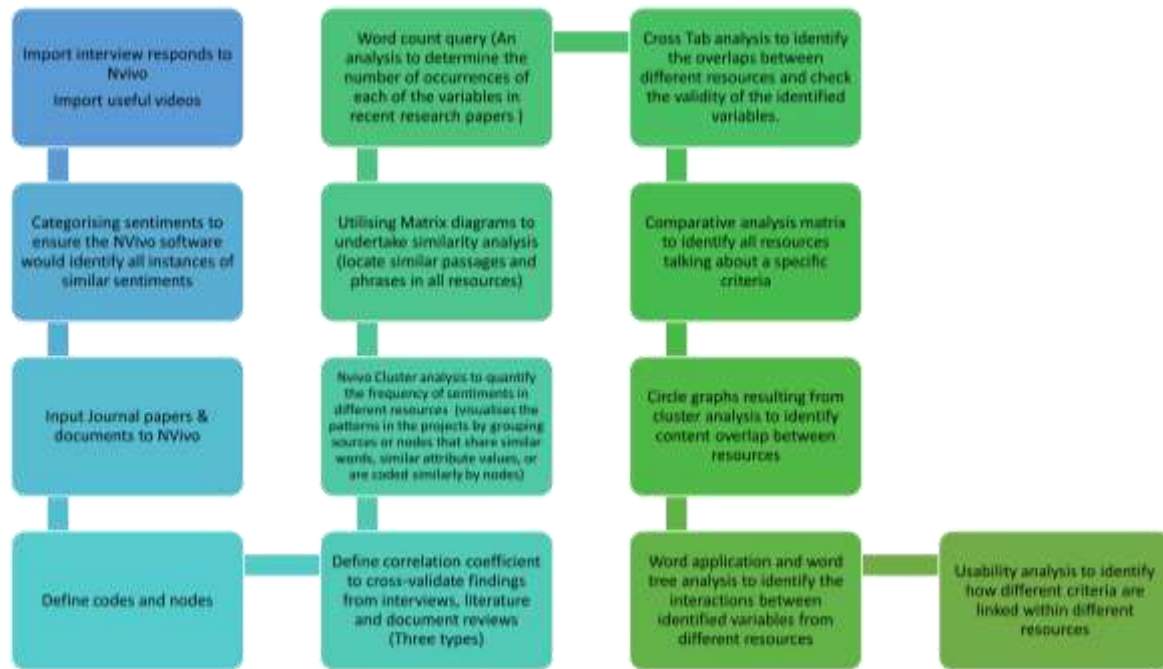 Import interview responds to
Nvivo
Import useful videos
Categorising sentiments to
ensure the NVivo software
would identify all instances of
similar sentiments
Input Journal papers &
documents to NVivo
Define codes and nodes
Define correlation coefficient
to cross-validate findings
from interviews, literature
and document reviews
(Three types)
Nvivo Cluster analysis to quantify
the frequency of sentiments in
different resources (visualises the
patterns in the projects by grouping
sources or nodes that share similar
words, similar attribute values, or
are coded similarly by nodes)
Utilising Matrix diagrams to
undertake similarity analysis
(locate similar passages and
phrases in all resources)
Word count query (An
analysis to determine the
number of occurrences of
each of the variables in
recent research papers )
Cross Tab analysis to identify
the overlaps between
different resources and check
the validity of the identified
variables.
Comparative analysis matrix
to identify all resources
talking about a specific
criteria
Circle graphs resulting from
cluster analysis to identify
content overlap between
resources
Word application and word
tree analysis to identify the
interactions between
identified variables from
different resources
Usability analysis to identify
how different criteria are
linked within different
resources